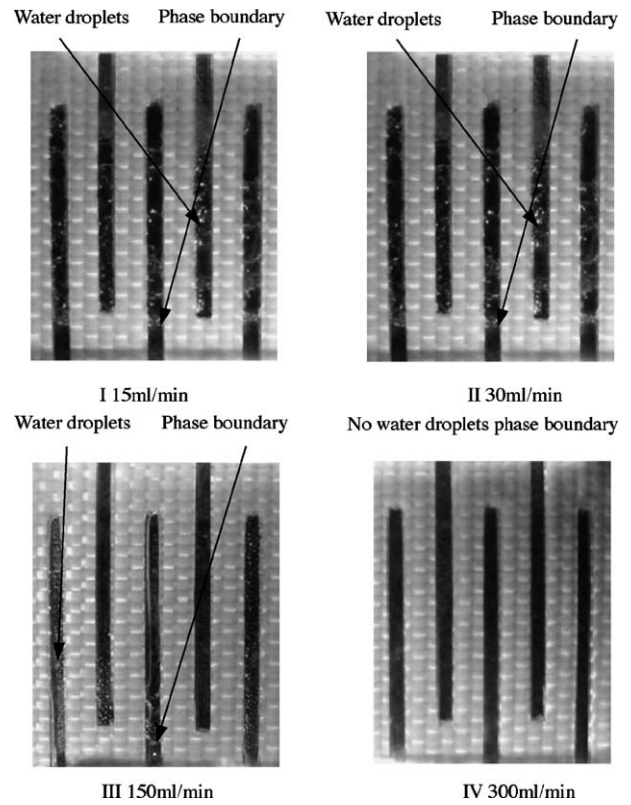 Water droplets Phase boundary
Water droplets Phase boundary
I 15ml/min
II 30ml/min
Water droplets Phase boundary
No water droplets phase boundary
III 150ml/min
IV 300ml/min